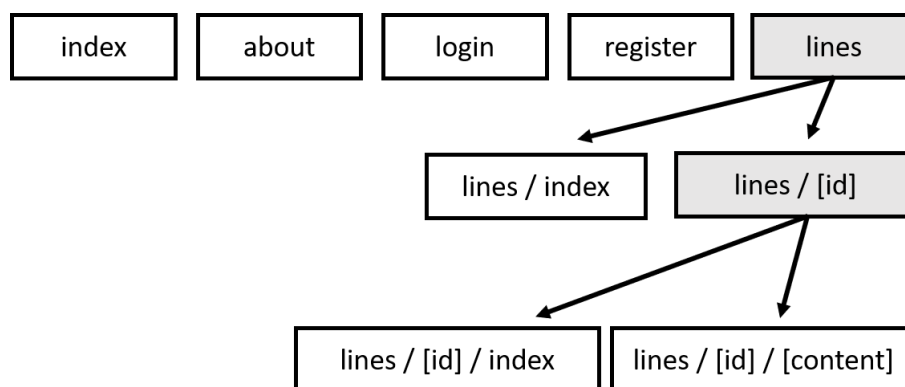 index
about
login
register
lines
lines / index
lines / [id]
lines / [id] / index
lines / [id] / [content]